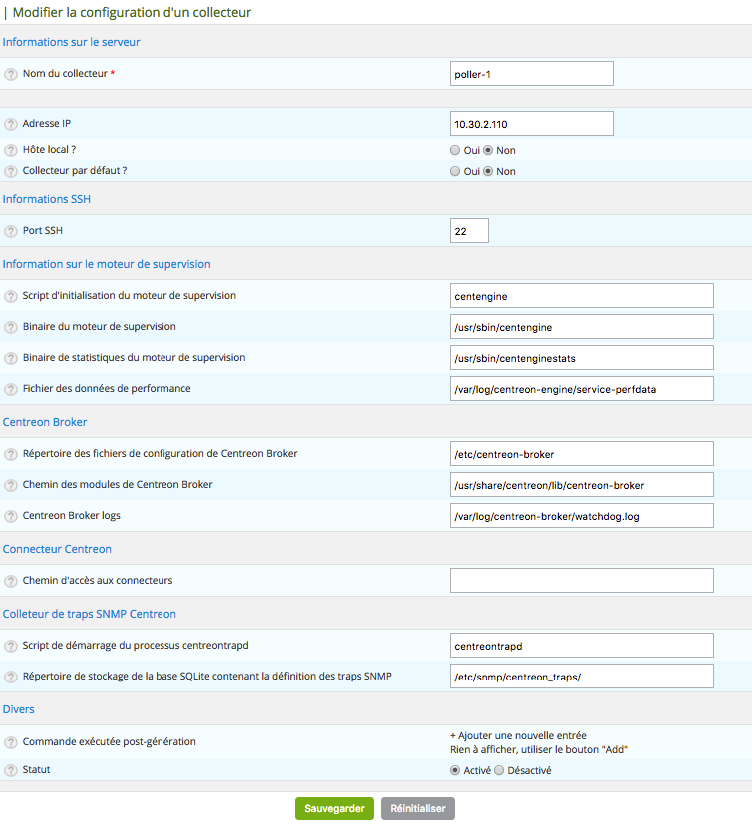 | Modifier la configuration d'un collecteur
Informations sur le serveur
? Nom du collecteur * poller-1
? Adresse IP 10.30.2.110
? Hôte local ? Oui Non
? Collecteur par défaut ? Oui Non
Informations SSH
? Port SSH 22
Information sur le moteur de supervision
? Script d'initialisation du moteur de supervision centengine
? Binaire du moteur de supervision /usr/sbin/centengine
? Binaire de statistiques du moteur de supervision /usr/sbin/centenginestats
? Fichier des données de performance /var/log/centreon-engine/service-perfdata
Centreon Broker
? Répertoire des fichiers de configuration de Centreon Broker /etc/centreon-broker
? Chemin des modules de Centreon Broker /usr/share/centreon/lib/centreon-broker
? Centreon Broker logs /var/log/centreon-broker/watchdog.log
Connecteur Centreon
? Chemin d'accès aux connecteurs
Colleteur de traps SNMP Centreon
? Script de démarrage du processus centreontrapd centreontrapd
? Répertoire de stockage de la base SQLite contenant la définition des traps SNMP /etc/snmp/centreon_traps/
Divers
? Commande exécutée post-génération + Ajouter une nouvelle entrée
Rien à afficher, utiliser le bouton "Add"
? Statut Activé Désactivé
Sauvegarder Réinitialiser